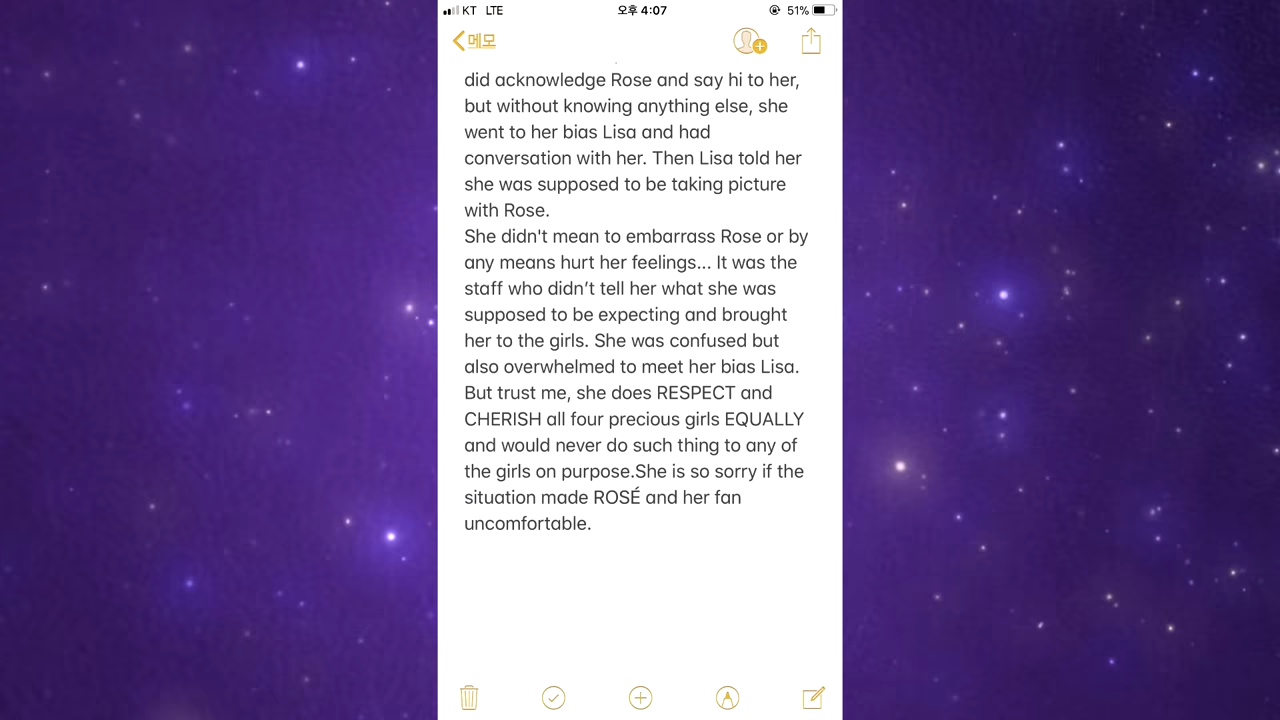 KT LTE 오후 4:07 51%
메모
did acknowledge Rose and say hi to her,
but without knowing anything else, she
went to her bias Lisa and had
conversation with her. Then Lisa told her
she was supposed to be taking picture
with Rose.
She didn't mean to embarrass Rose or by
any means hurt her feelings... It was the
staff who didn’t tell her what she was
supposed to be expecting and brought
her to the girls. She was confused but
also overwhelmed to meet her bias Lisa.
But trust me, she does RESPECT and
CHERISH all four precious girls EQUALLY
and would never do such thing to any of
the girls on purpose.She is so sorry if the
situation made ROSÉ and her fan
uncomfortable.